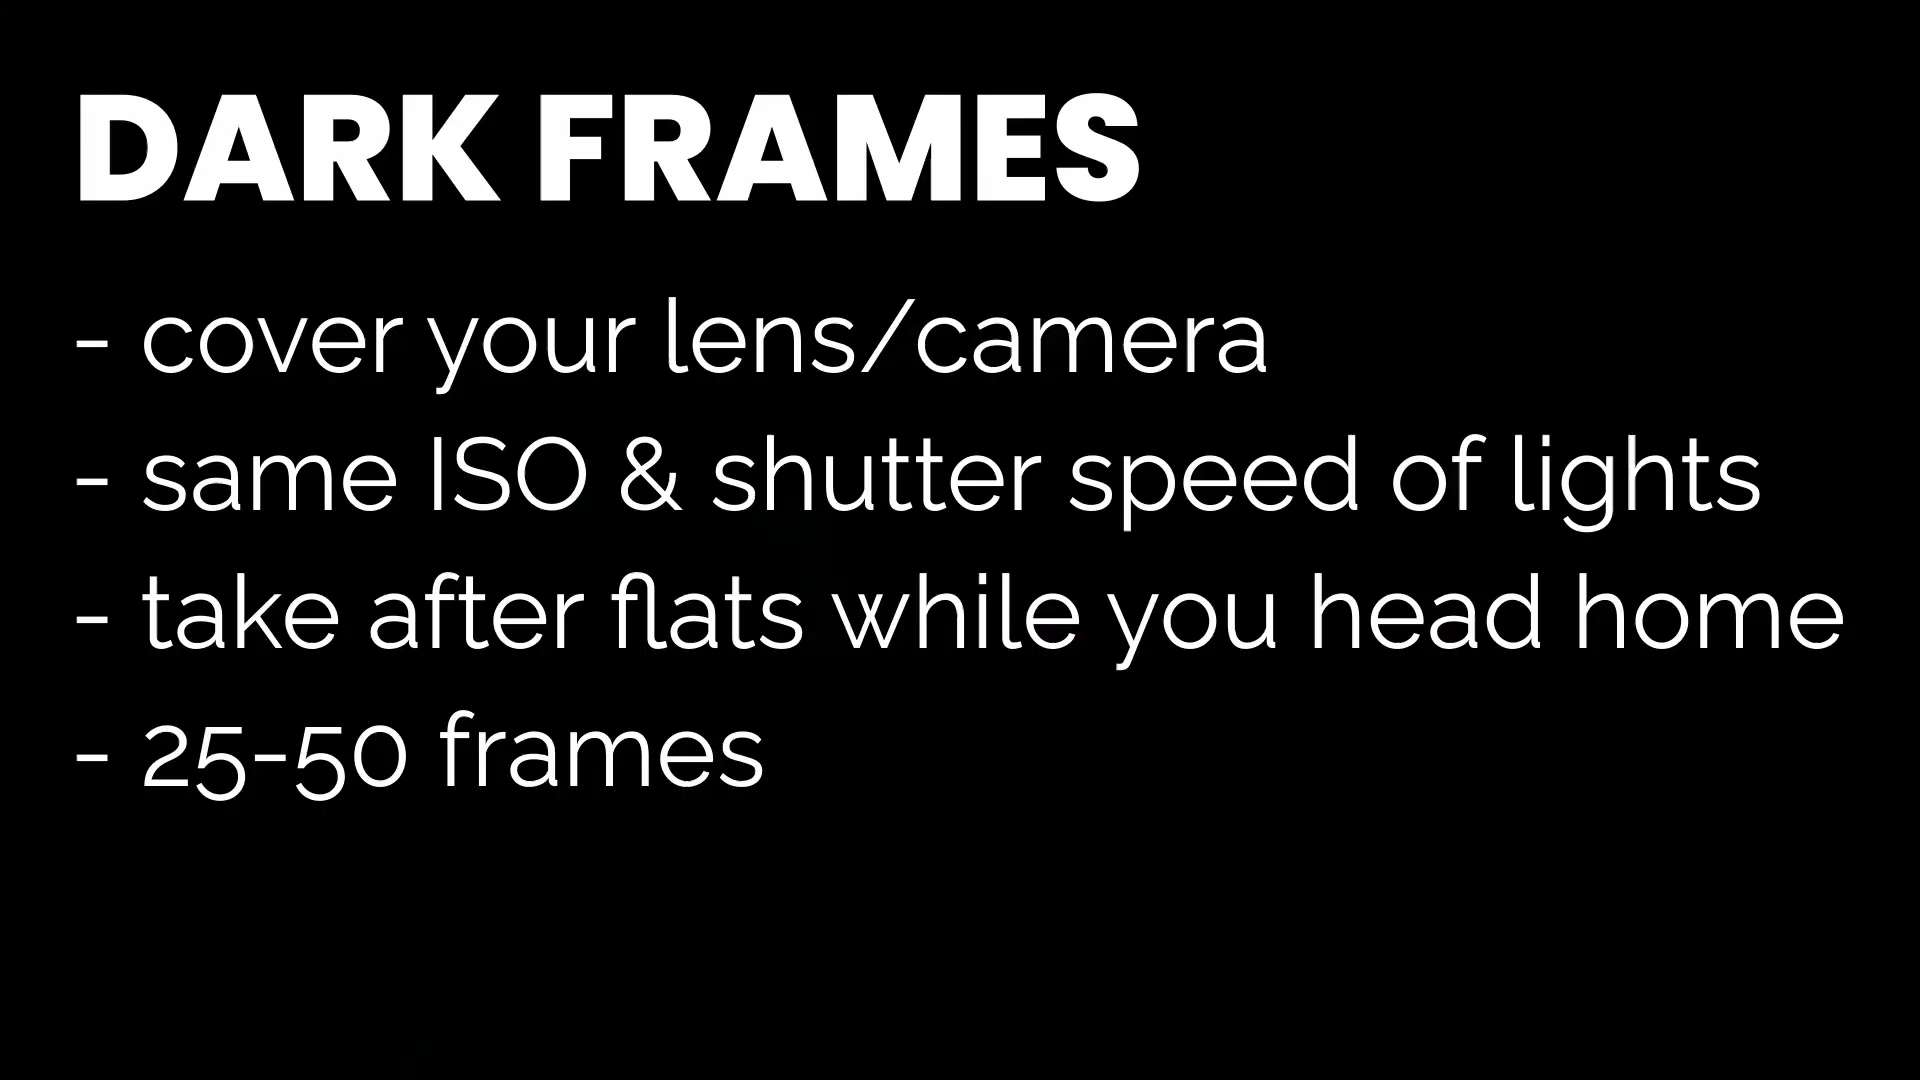 DARK FRAMES
- cover your lens/camera
- same ISO & shutter speed of lights
- take after flats while you head home
- 25-50 frames